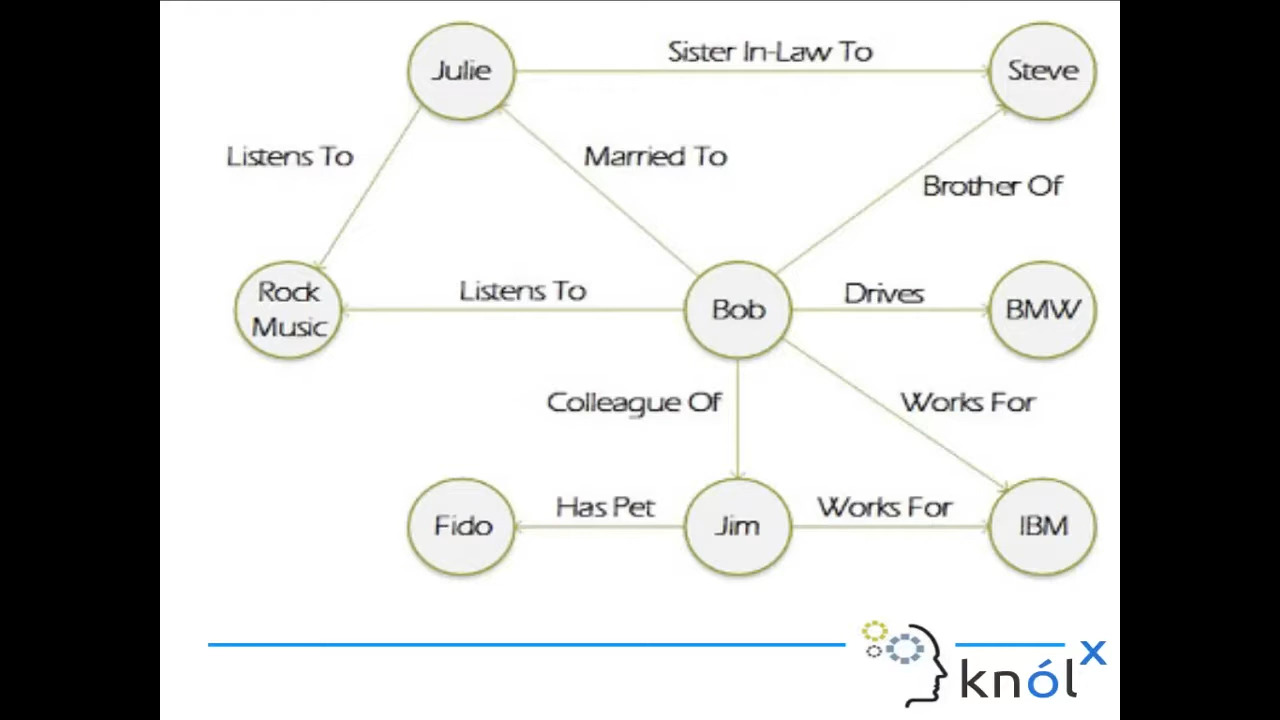 Sister In-Law To
Julie
Steve
Listens To
Married To
Brother Of
Rock
Music
Listens To
Bob
Drives
BMW
Colleague Of
Works For
Fido
Has Pet
Jim
Works For
IBM
knólx